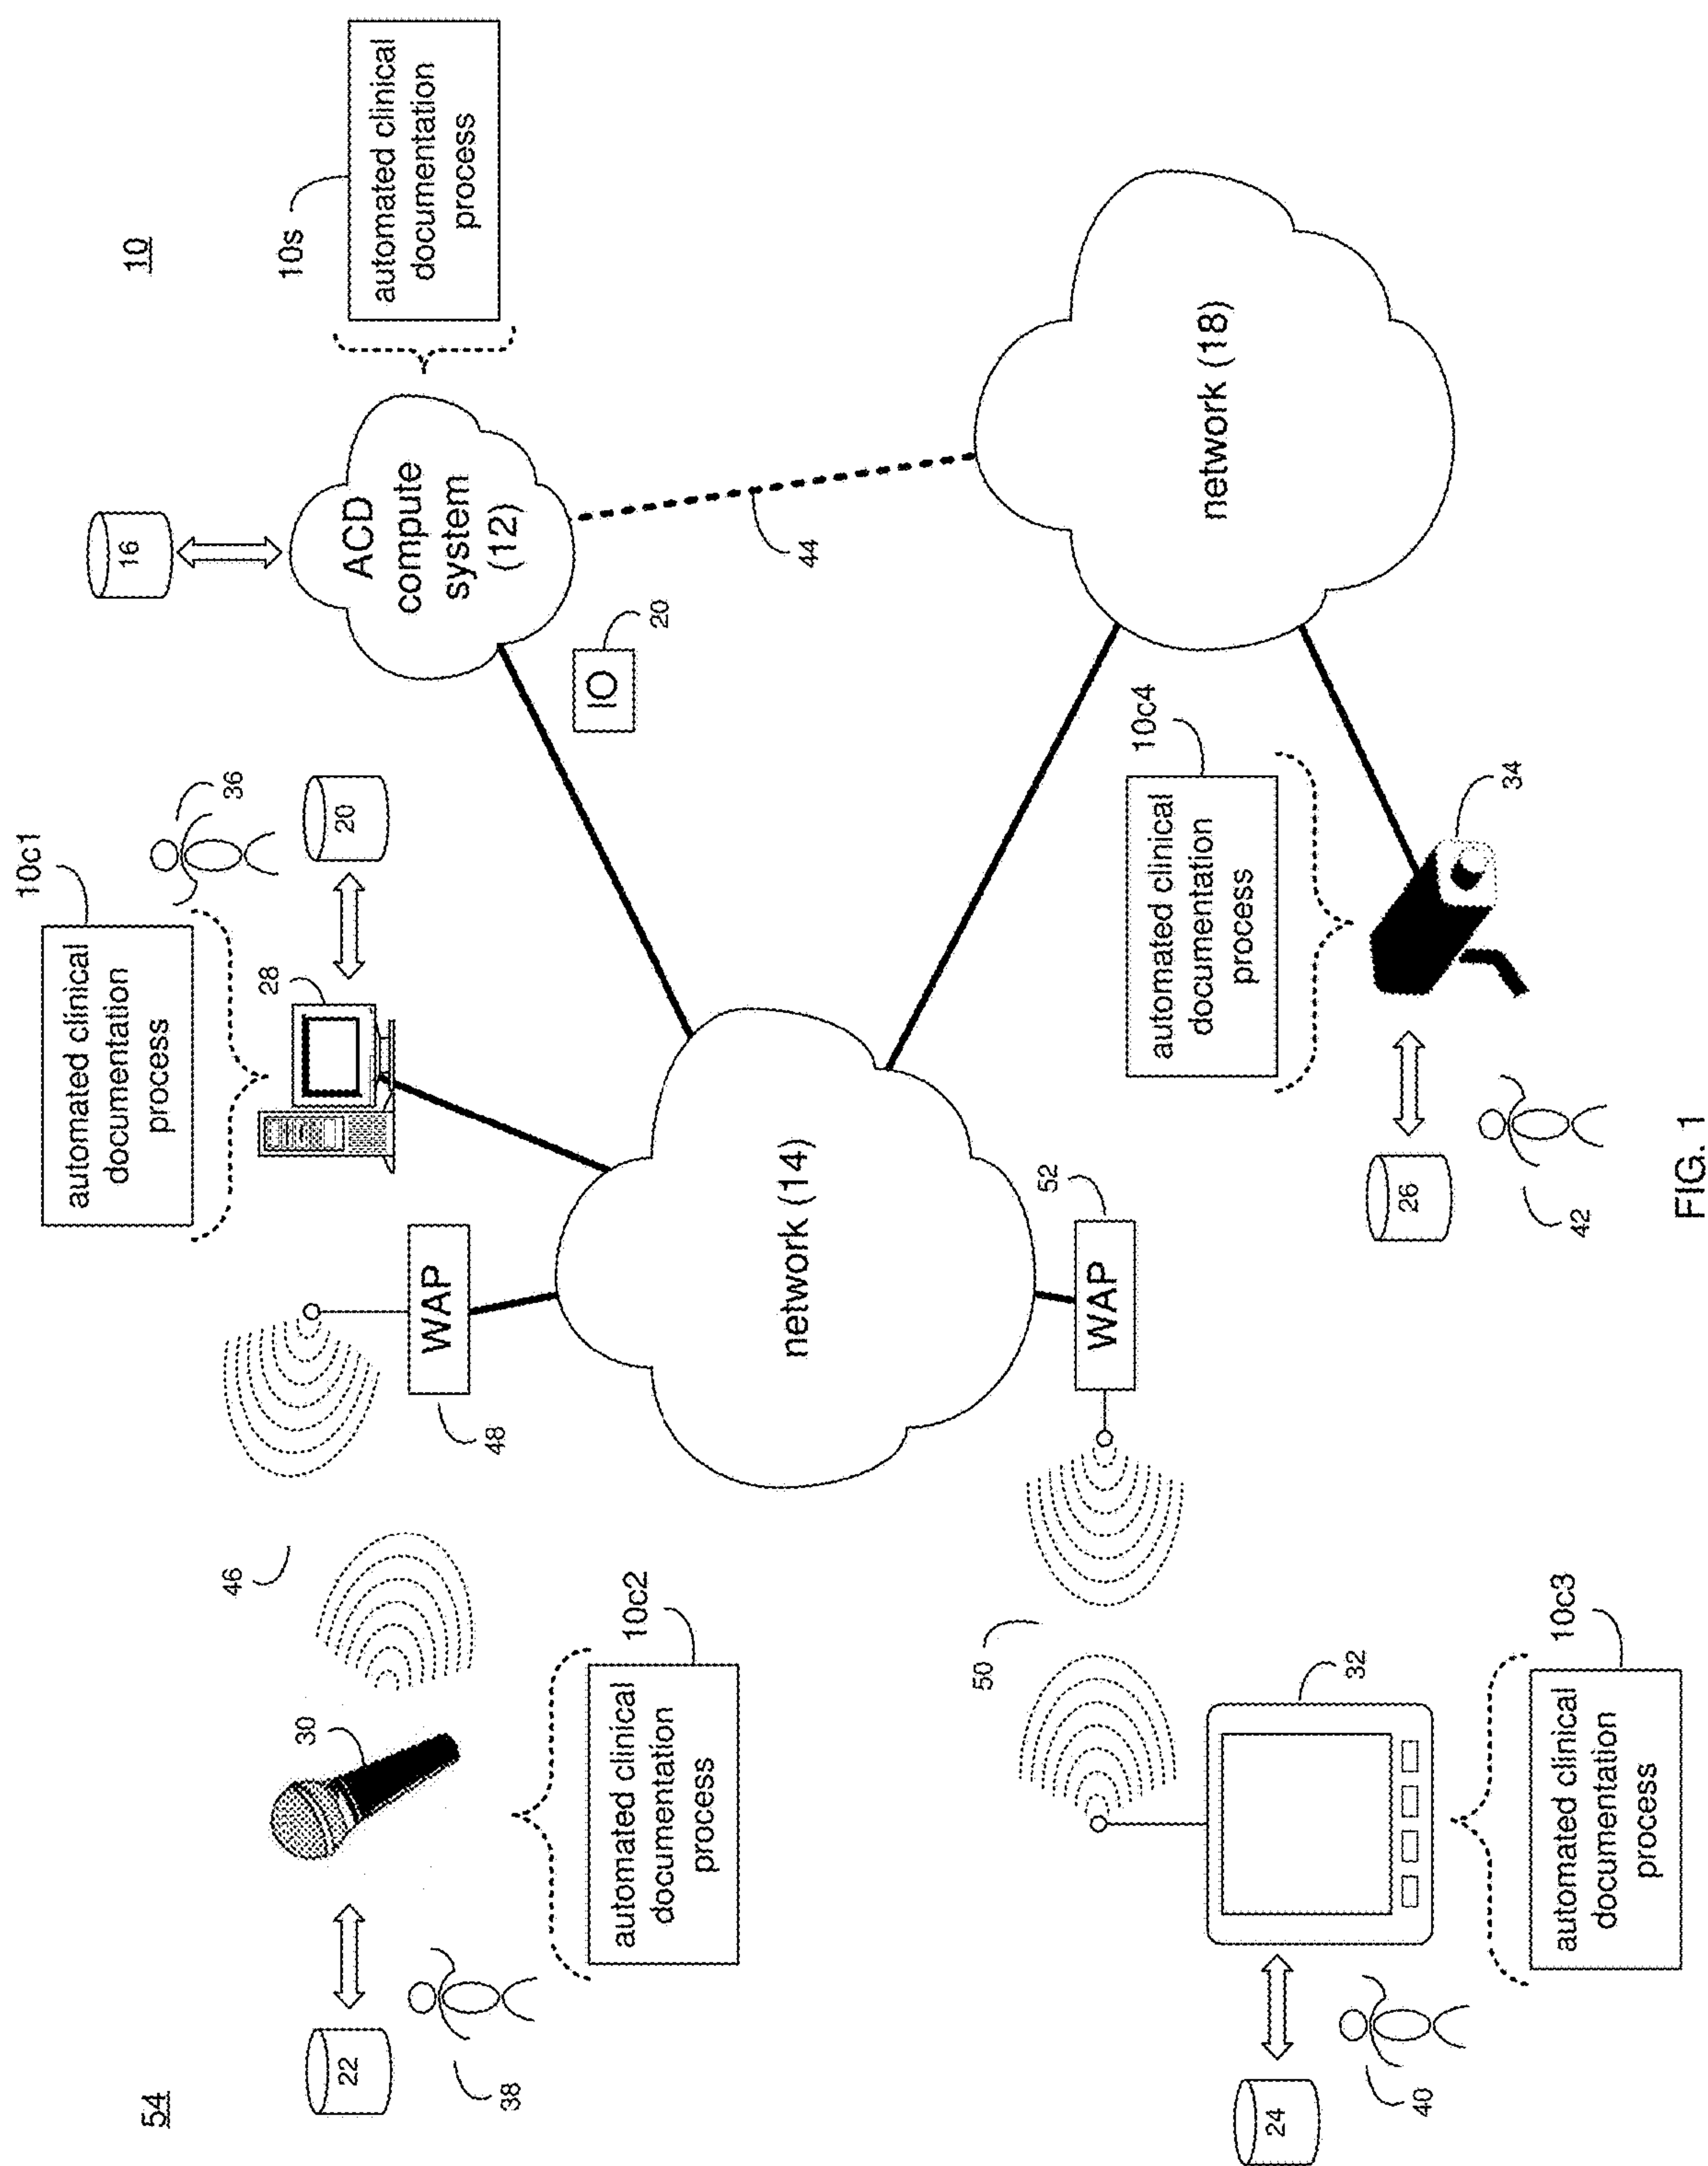 54
10
10c1
automated clinical
documentation
process
16
36
46
28
20
10s
automated clinical
documentation
process
30
22
38
48
WAP
ACD
compute
system
(12)
10c2
automated clinical
documentation
process
IO
20
44
network (14)
50
52
WAP
network (18)
10c4
automated clinical
documentation
process
24
32
40
26
34
42
10c3
automated clinical
documentation
process
FIG. 1